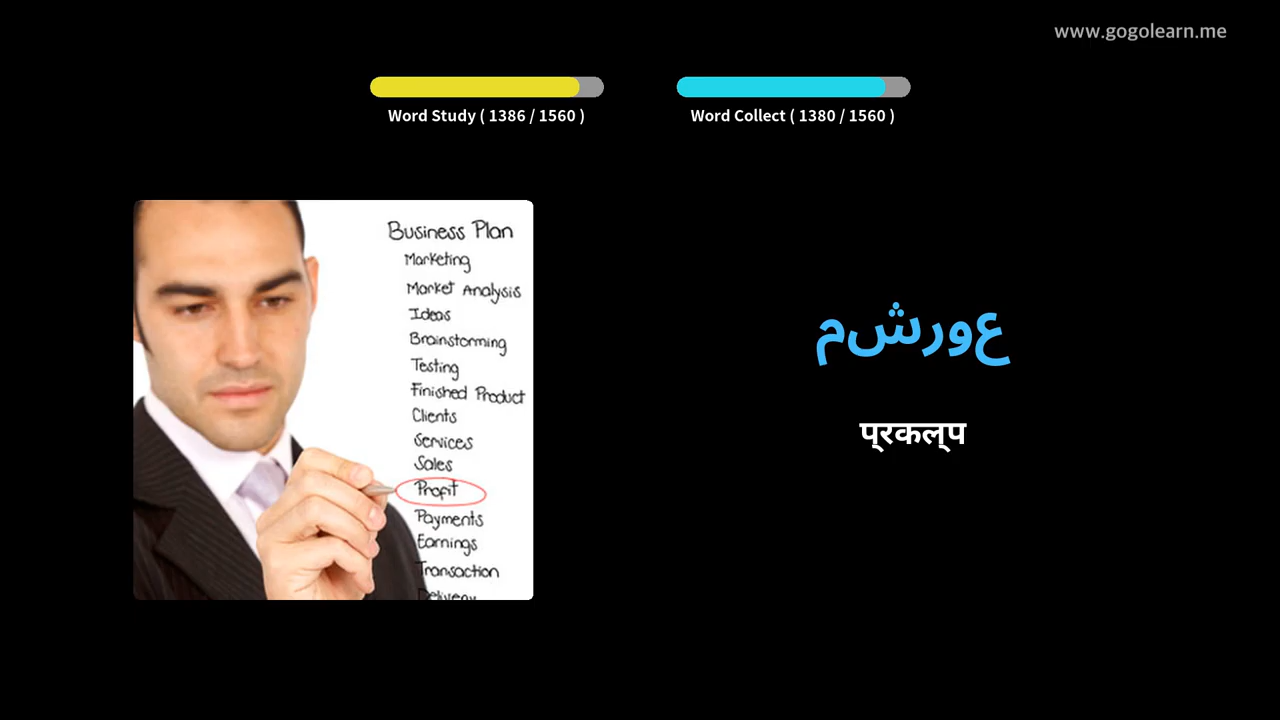 www.gogolearn.me
Word Study ( 1386 / 1560 )
Word Collect ( 1380 / 1560 )
Business Plan
Marketing
Market Analysis
Ideas
Brainstorming
Testing
Finished Product
Clients
Services
Sales
Profit
Payments
Earnings
Transaction
Delivery
مشروع
प्रकल्प